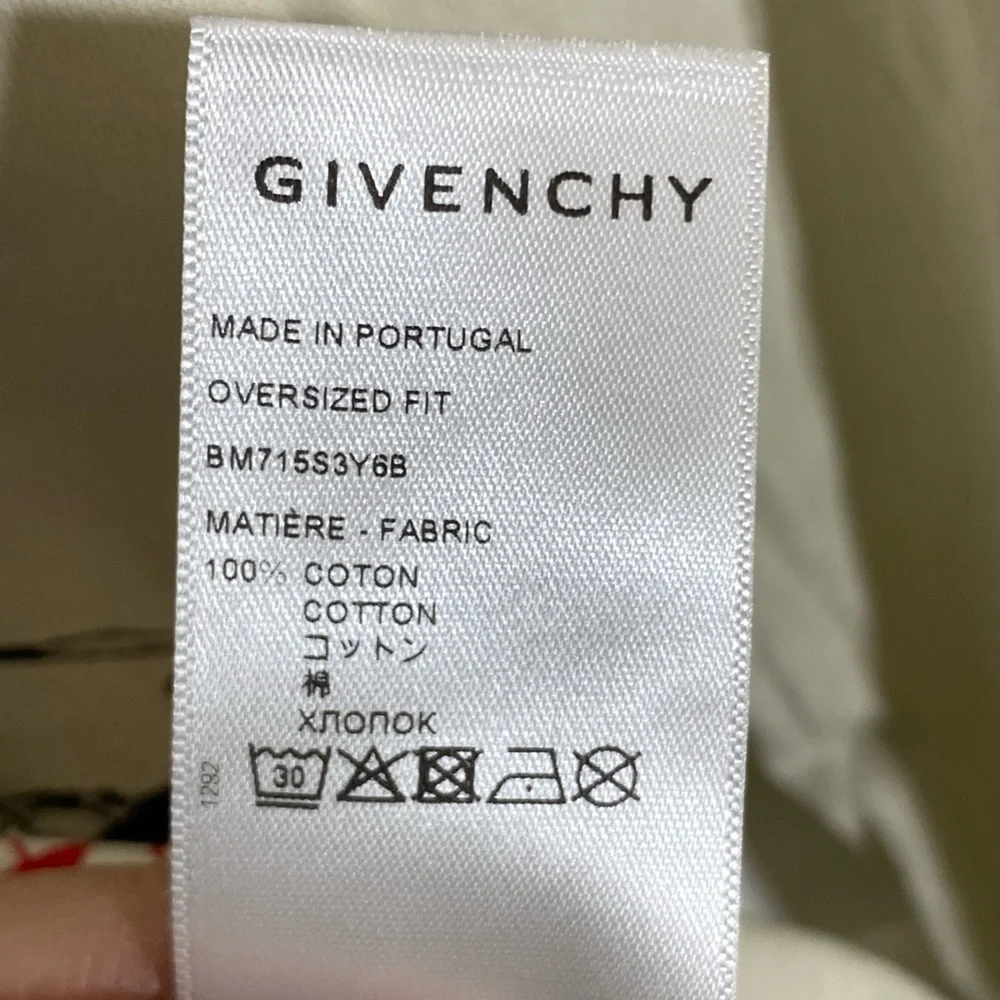 GIVENCHY
MADE IN PORTUGAL
OVERSIZED FIT
BM715S3Y6B
MATIÈRE - FABRIC
100% COTON
COTTON
コットン
棉
ХЛОПОК
30
1292